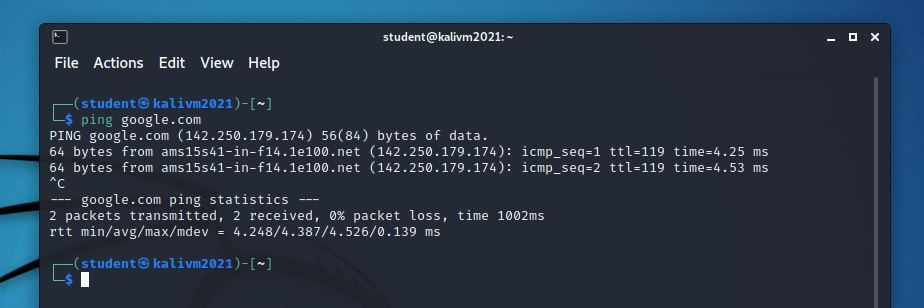 student@kalivm2021: ~
File Actions Edit View Help
┌──(student㉿kalivm2021)-[~]
└─$ ping google.com
PING google.com (142.250.179.174) 56(84) bytes of data.
64 bytes from ams15s41-in-f14.1e100.net (142.250.179.174): icmp_seq=1 ttl=119 time=4.25 ms
64 bytes from ams15s41-in-f14.1e100.net (142.250.179.174): icmp_seq=2 ttl=119 time=4.53 ms
^C
--- google.com ping statistics ---
2 packets transmitted, 2 received, 0% packet loss, time 1002ms
rtt min/avg/max/mdev = 4.248/4.387/4.526/0.139 ms
┌──(student㉿kalivm2021)-[~]
└─$